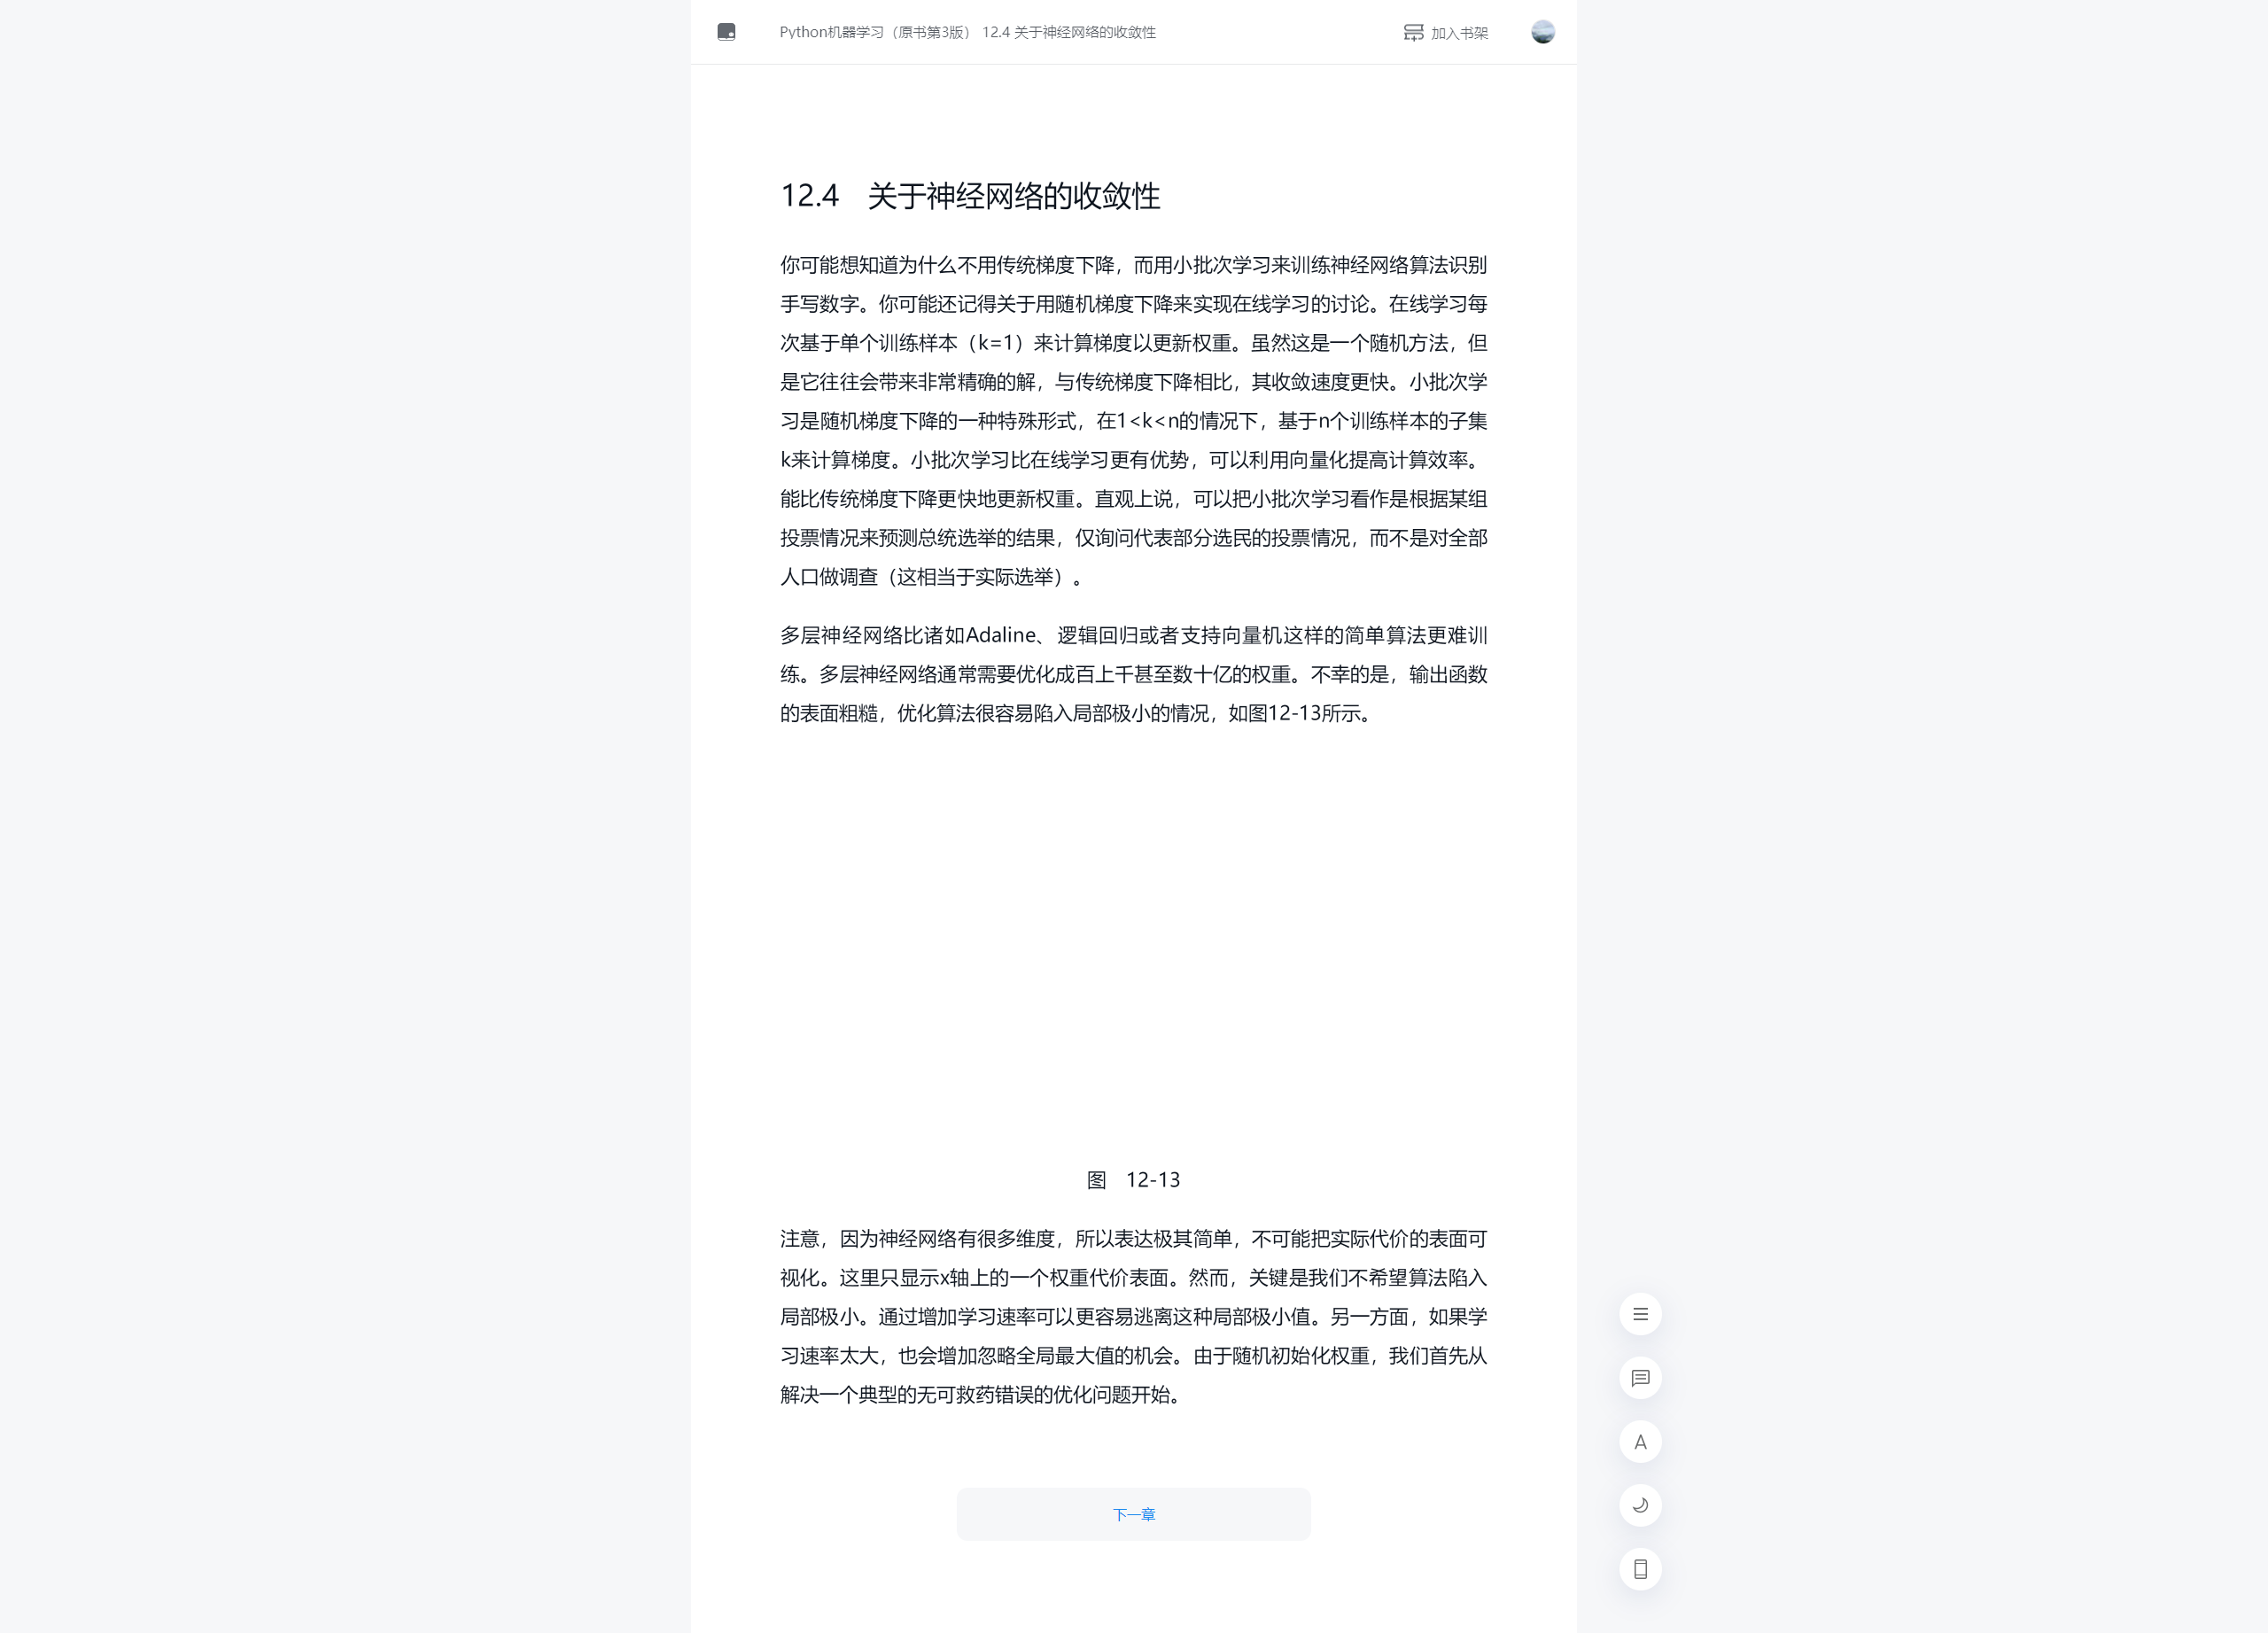 Python机器学习（原书第3版） 12.4 关于神经网络的收敛性
加入书架
12.4 关于神经网络的收敛性
你可能想知道为什么不用传统梯度下降，而用小批次学习来训练神经网络算法识别
手写数字。你可能还记得关于用随机梯度下降来实现在线学习的讨论。在线学习每
次基于单个训练样本（k=1）来计算梯度以更新权重。虽然这是一个随机方法，但
是它往往会带来非常精确的解，与传统梯度下降相比，其收敛速度更快。小批次学
习是随机梯度下降的一种特殊形式，在1<k<n的情况下，基于n个训练样本的子集
k来计算梯度。小批次学习比在线学习更有优势，可以利用向量化提高计算效率。
能比传统梯度下降更快地更新权重。直观上说，可以把小批次学习看作是根据某组
投票情况来预测总统选举的结果，仅询问代表部分选民的投票情况，而不是对全部
人口做调查（这相当于实际选举）。
多层神经网络比诸如Adaline、逻辑回归或者支持向量机这样的简单算法更难训
练。多层神经网络通常需要优化成百上千甚至数十亿的权重。不幸的是，输出函数
的表面粗糙，优化算法很容易陷入局部极小的情况，如图12-13所示。
图 12-13
注意，因为神经网络有很多维度，所以表达极其简单，不可能把实际代价的表面可
视化。这里只显示x轴上的一个权重代价表面。然而，关键是我们不希望算法陷入
局部极小。通过增加学习速率可以更容易逃离这种局部极小值。另一方面，如果学
习速率太大，也会增加忽略全局最大值的机会。由于随机初始化权重，我们首先从
解决一个典型的无可救药错误的优化问题开始。
下一章
A